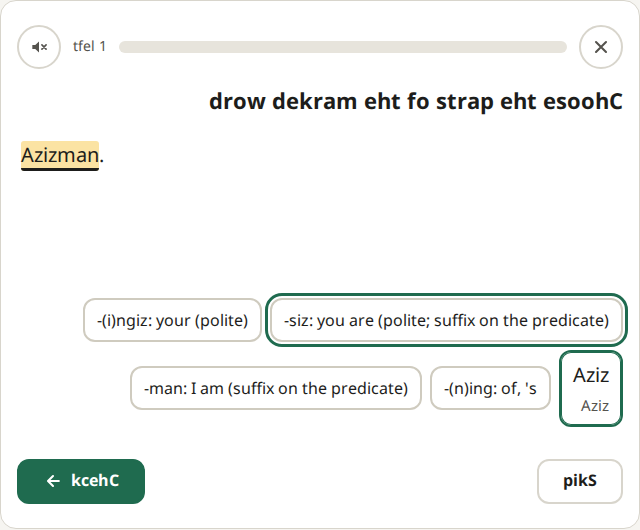 tfel 1
drow dekram eht fo strap eht esoohC
Azizman.
-(i)ngiz: your (polite)
-siz: you are (polite; suffix on the predicate)
-man: I am (suffix on the predicate)
-(n)ing: of, 's
Aziz
Aziz
kcehC
pikS